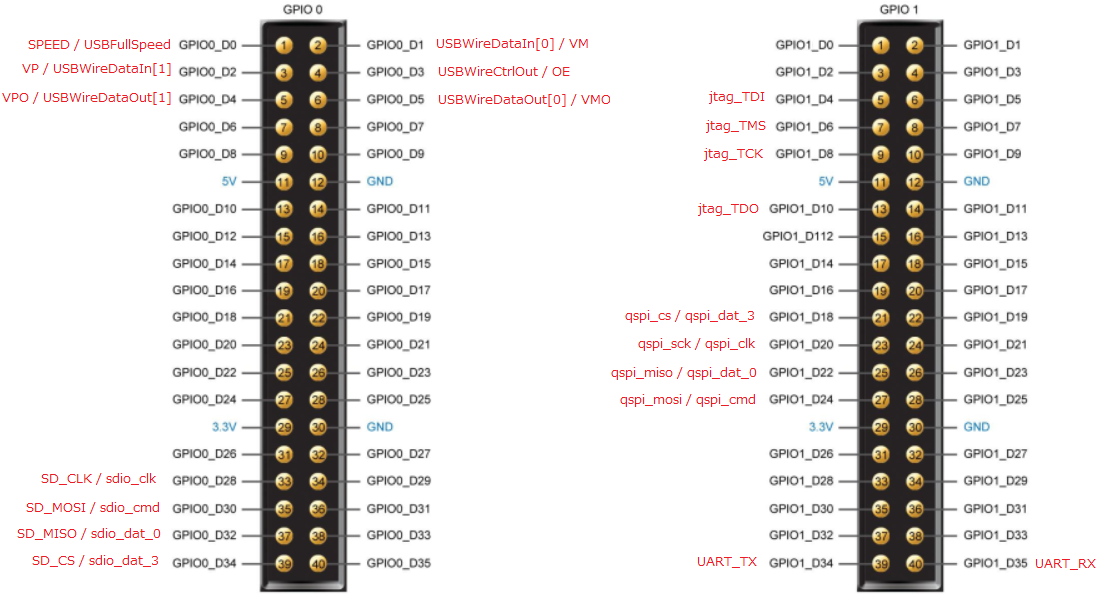 GPIO 0
SPEED / USBFullSpeed GPIO0_D0 1 2 GPIO0_D1 USBWireDataIn[0] / VM
VP / USBWireDataIn[1] GPIO0_D2 3 4 GPIO0_D3 USBWireCtrlOut / OE
VPO / USBWireDataOut[1] GPIO0_D4 5 6 GPIO0_D5 USBWireDataOut[0] / VMO
GPIO0_D6 7 8 GPIO0_D7
GPIO0_D8 9 10 GPIO0_D9
5V 11 12 GND
GPIO0_D10 13 14 GPIO0_D11
GPIO0_D12 15 16 GPIO0_D13
GPIO0_D14 17 18 GPIO0_D15
GPIO0_D16 19 20 GPIO0_D17
GPIO0_D18 21 22 GPIO0_D19
GPIO0_D20 23 24 GPIO0_D21
GPIO0_D22 25 26 GPIO0_D23
GPIO0_D24 27 28 GPIO0_D25
3.3V 29 30 GND
GPIO0_D26 31 32 GPIO0_D27
SD_CLK / sdio_clk GPIO0_D28 33 34 GPIO0_D29
SD_MOSI / sdio_cmd GPIO0_D30 35 36 GPIO0_D31
SD_MISO / sdio_dat_0 GPIO0_D32 37 38 GPIO0_D33
SD_CS / sdio_dat_3 GPIO0_D34 39 40 GPIO0_D35
GPIO 1
GPIO1_D0 1 2 GPIO1_D1
GPIO1_D2 3 4 GPIO1_D3
jtag_TDI GPIO1_D4 5 6 GPIO1_D5
jtag_TMS GPIO1_D6 7 8 GPIO1_D7
jtag_TCK GPIO1_D8 9 10 GPIO1_D9
5V 11 12 GND
jtag_TDO GPIO1_D10 13 14 GPIO1_D11
GPIO1_D112 15 16 GPIO1_D13
GPIO1_D14 17 18 GPIO1_D15
GPIO1_D16 19 20 GPIO1_D17
qspi_cs / qspi_dat_3 GPIO1_D18 21 22 GPIO1_D19
qspi_sck / qspi_clk GPIO1_D20 23 24 GPIO1_D21
qspi_miso / qspi_dat_0 GPIO1_D22 25 26 GPIO1_D23
qspi_mosi / qspi_cmd GPIO1_D24 27 28 GPIO1_D25
3.3V 29 30 GND
GPIO1_D26 31 32 GPIO1_D27
GPIO1_D28 33 34 GPIO1_D29
GPIO1_D30 35 36 GPIO1_D31
GPIO1_D32 37 38 GPIO1_D33
UART_TX GPIO1_D34 39 40 GPIO1_D35 UART_RX